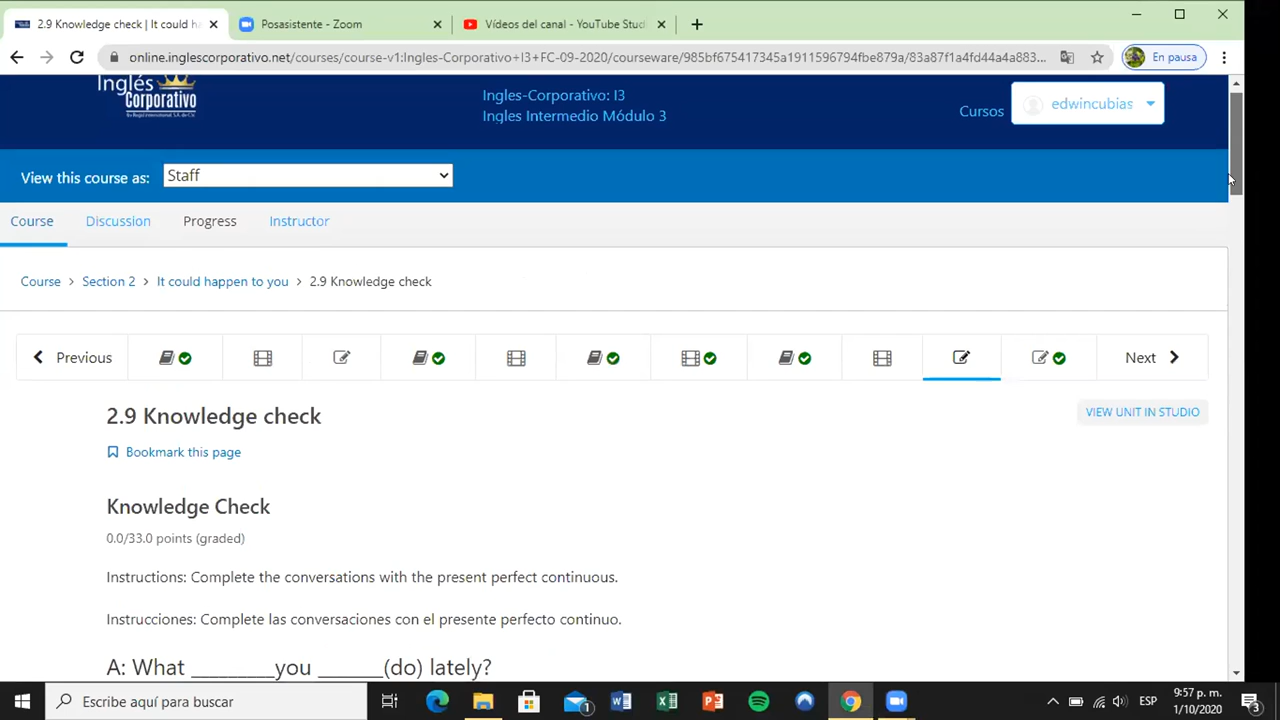 2.9 Knowledge check | It could ha
Posasistente - Zoom
Vídeos del canal - YouTube Stud
online.inglescorporativo.net/courses/course-v1:Ingles-Corporativo+I3+FC-09-2020/courseware/985bf675417345a1911596794fbe879a/83a87f1a4fd44a4a883...
En pausa
Inglés
Corporativo
Ingles-Corporativo: I3
Ingles Intermedio Módulo 3
Cursos
edwincubias
View this course as:
Staff
Course
Discussion
Progress
Instructor
Course > Section 2 > It could happen to you > 2.9 Knowledge check
Previous
Next
2.9 Knowledge check
VIEW UNIT IN STUDIO
Bookmark this page
Knowledge Check
0.0/33.0 points (graded)
Instructions: Complete the conversations with the present perfect continuous.
Instrucciones: Complete las conversaciones con el presente perfecto continuo.
A: What ________you ______(do) lately?
Escribe aquí para buscar
1
ESP
9:57 p. m.
1/10/2020
3